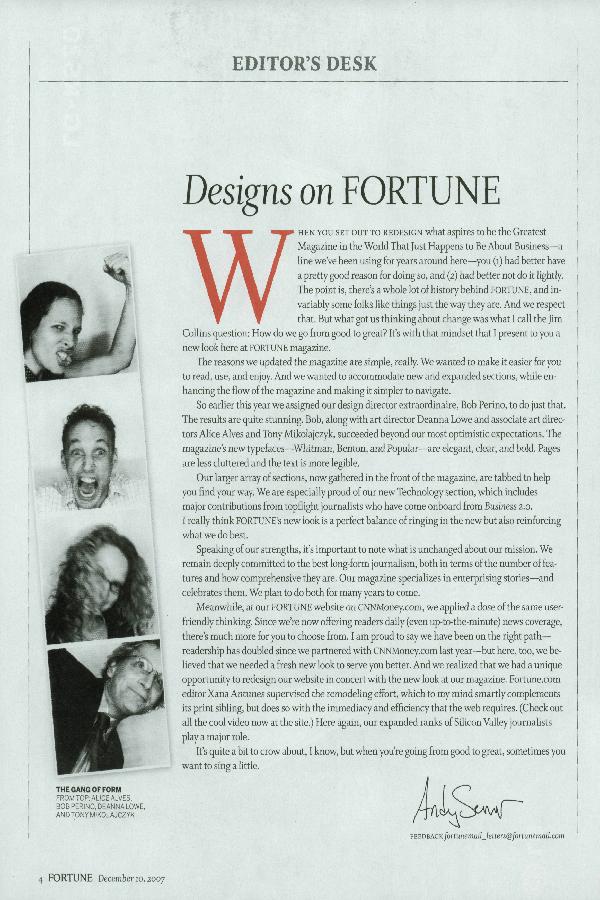 EDITOR'S DESK
Designs on FORTUNE
WHEN YOU SET OUT TO REDESIGN what aspires to be the Greatest
Magazine in the World That Just Happens to Be About Business—a
line we've been using for years around here—you (1) had better have
a pretty good reason for doing so, and (2) had better not do it lightly.
The point is, there's a whole lot of history behind FORTUNE, and in-
variably some folks like things just the way they are. And we respect
that. But what got us thinking about change was what I call the Jim
Collins question: How do we go from good to great? It's with that mindset that I present to you a
new look here at FORTUNE magazine.
The reasons we updated the magazine are simple, really. We wanted to make it easier for you
to read, use, and enjoy. And we wanted to accommodate new and expanded sections, while en-
hancing the flow of the magazine and making it simpler to navigate.
So earlier this year we assigned our design director extraordinaire, Bob Perino, to do just that.
The results are quite stunning. Bob, along with art director Deanna Lowe and associate art direc-
tors Alice Alves and Tony Mikolajczyk, succeeded beyond our most optimistic expectations. The
magazine's new typefaces—Whitman, Benton, and Popular—are elegant, clear, and bold. Pages
are less cluttered and the text is more legible.
Our larger array of sections, now gathered in the front of the magazine, are tabbed to help
you find your way. We are especially proud of our new Technology section, which includes
major contributions from topflight journalists who have come onboard from Business 2.0.
I really think FORTUNE's new look is a perfect balance of ringing in the new but also reinforcing
what we do best.
Speaking of our strengths, it's important to note what is unchanged about our mission. We
remain deeply committed to the best long-form journalism, both in terms of the number of fea-
tures and how comprehensive they are. Our magazine specializes in enterprising stories—and
celebrates them. We plan to do both for many years to come.
Meanwhile, at our FORTUNE website on CNNMoney.com, we applied a dose of the same user-
friendly thinking. Since we're now offering readers daily (even up-to-the-minute) news coverage,
there's much more for you to choose from. I am proud to say we have been on the right path—
readership has doubled since we partnered with CNNMoney.com last year—but here, too, we be-
lieved that we needed a fresh new look to serve you better. And we realized that we had a unique
opportunity to redesign our website in concert with the new look at our magazine. Fortune.com
editor Xana Antunes supervised the remodeling effort, which to my mind smartly complements
its print sibling, but does so with the immediacy and efficiency that the web requires. (Check out
all the cool video now at the site.) Here again, our expanded ranks of Silicon Valley journalists
play a major role.
It's quite a bit to crow about, I know, but when you're going from good to great, sometimes you
want to sing a little.
THE GANG OF FORM
FROM TOP: ALICE ALVES,
BOB PERINO, DEANNA LOWE,
AND TONY MIKOLAJCZYK
Andy Serwer
FEEDBACK fortunemail_letters@fortunemail.com
4 FORTUNE December 10, 2007